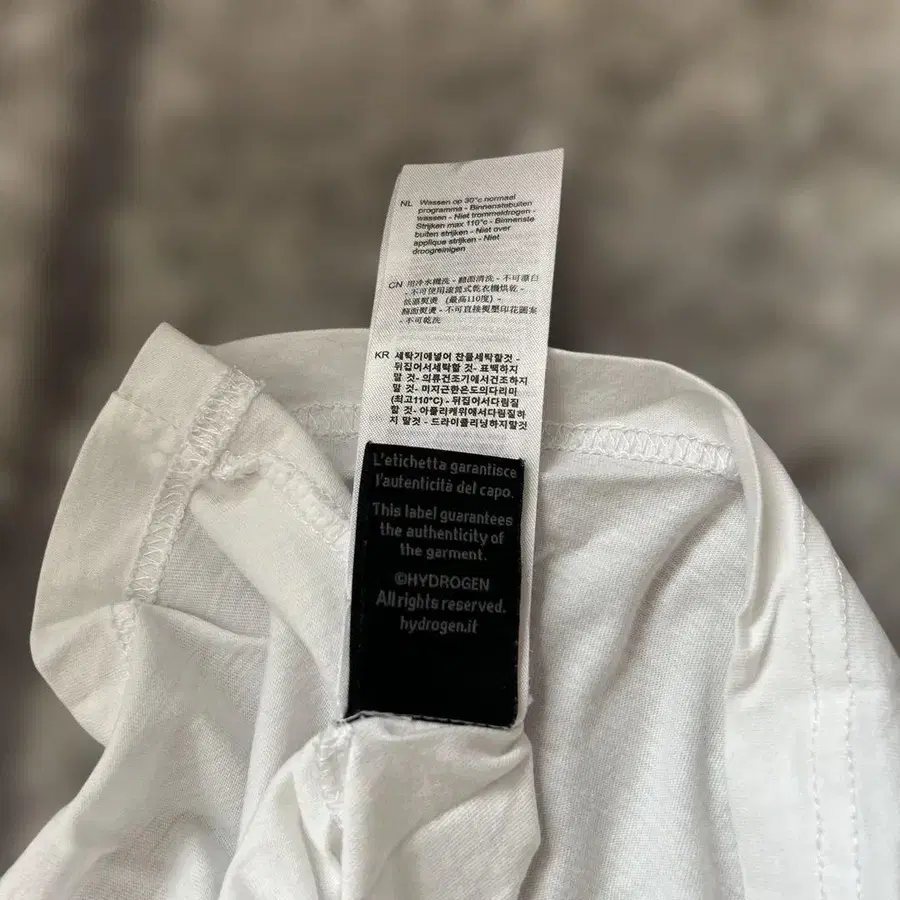 NL Wassen op 30°c normaal
programma - Binnenstebuiten
wassen - Niet trommeldrogen -
Strijken max 110°c - Binnenste
buiten strijken - Niet over
applique strijken - Niet
droogreinigen
CN 用冷水機洗 - 翻面清洗 - 不可漂白
- 不可使用滾筒式乾衣機烘乾 -
低溫熨燙 (最高110度) -
翻面熨燙 - 不可直接熨壓印花圖案
- 不可乾洗
KR 세탁기에넣어 찬물세탁할것 -
뒤집어서세탁할 것- 표백하지
말 것- 의류건조기에서건조하지
말 것- 미지근한온도의다리미
(최고110°C) - 뒤집어서다림질
할 것- 아플리케위에서다림질하
지 말것 - 드라이클리닝하지말것
L'etichetta garantisce
l'autenticità del capo.
This label guarantees
the authenticity of
the garment.
©HYDROGEN
All rights reserved.
hydrogen.it